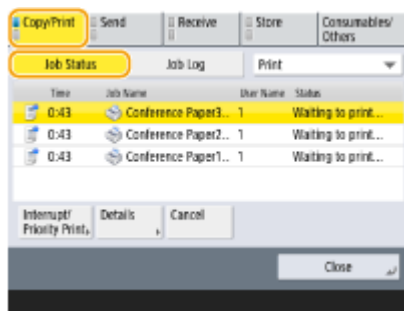 Copy/Print Send Receive Store Consumables/
Others
Job Status Job Log Print
Time Job Name User Name Status
0:43 Conference Paper3.. 1 Waiting to print...
0:43 Conference Paper2.. 1 Waiting to print...
0:43 Conference Paper1.. 1 Waiting to print...
Interrupt/
Priority Print Details Cancel
Close